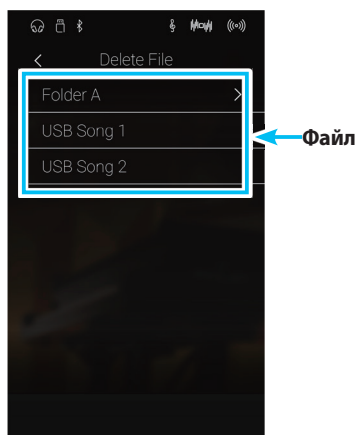 Delete File
Folder A
USB Song 1
Файл
USB Song 2